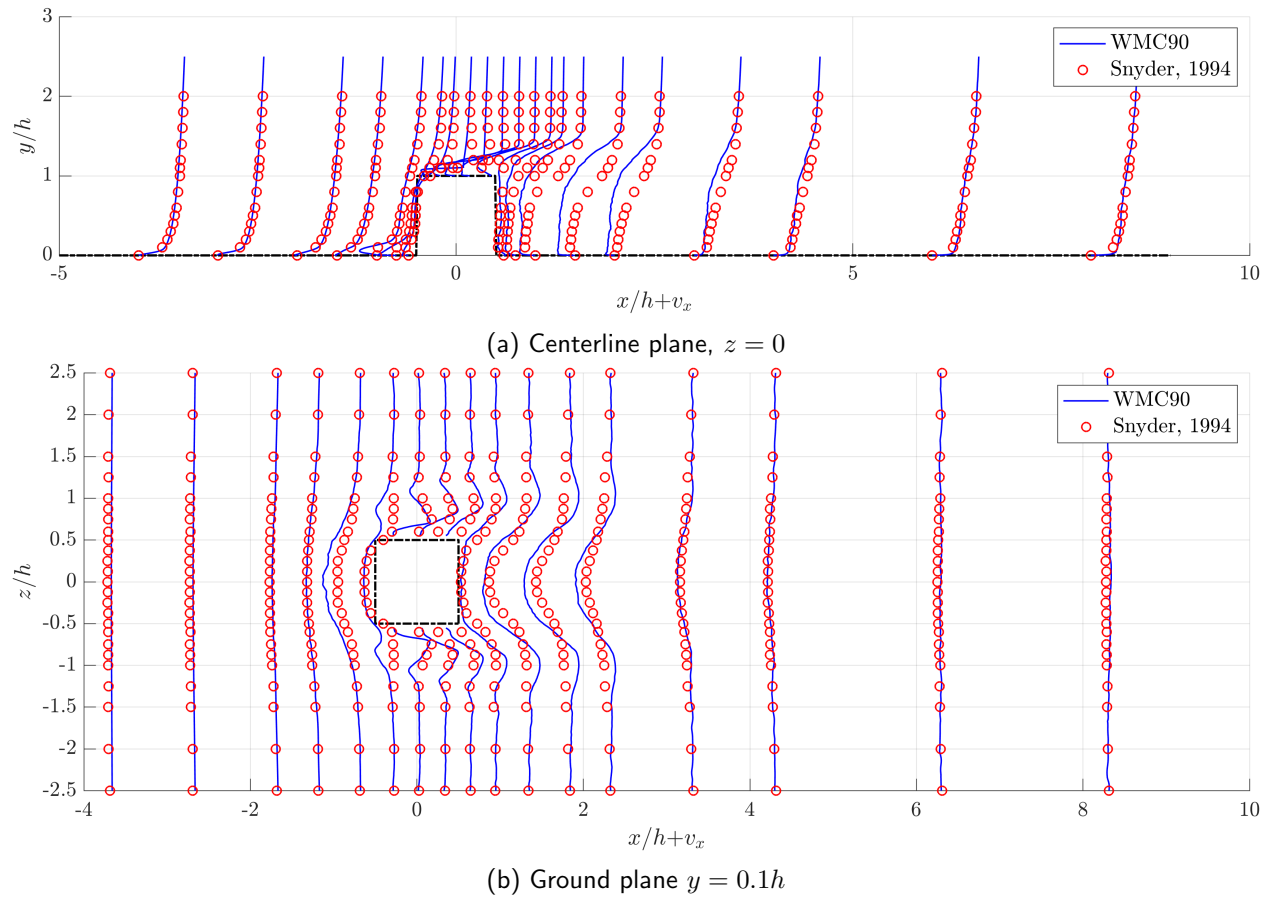 3
2
1
0
y/h
-5
0
5
10
x/h+v_x
WMC90
Snyder, 1994
(a) Centerline plane, z = 0
2.5
2
1.5
1
0.5
0
-0.5
-1
-1.5
-2
-2.5
z/h
-4
-2
0
2
4
6
8
10
x/h+v_x
WMC90
Snyder, 1994
(b) Ground plane y = 0.1h